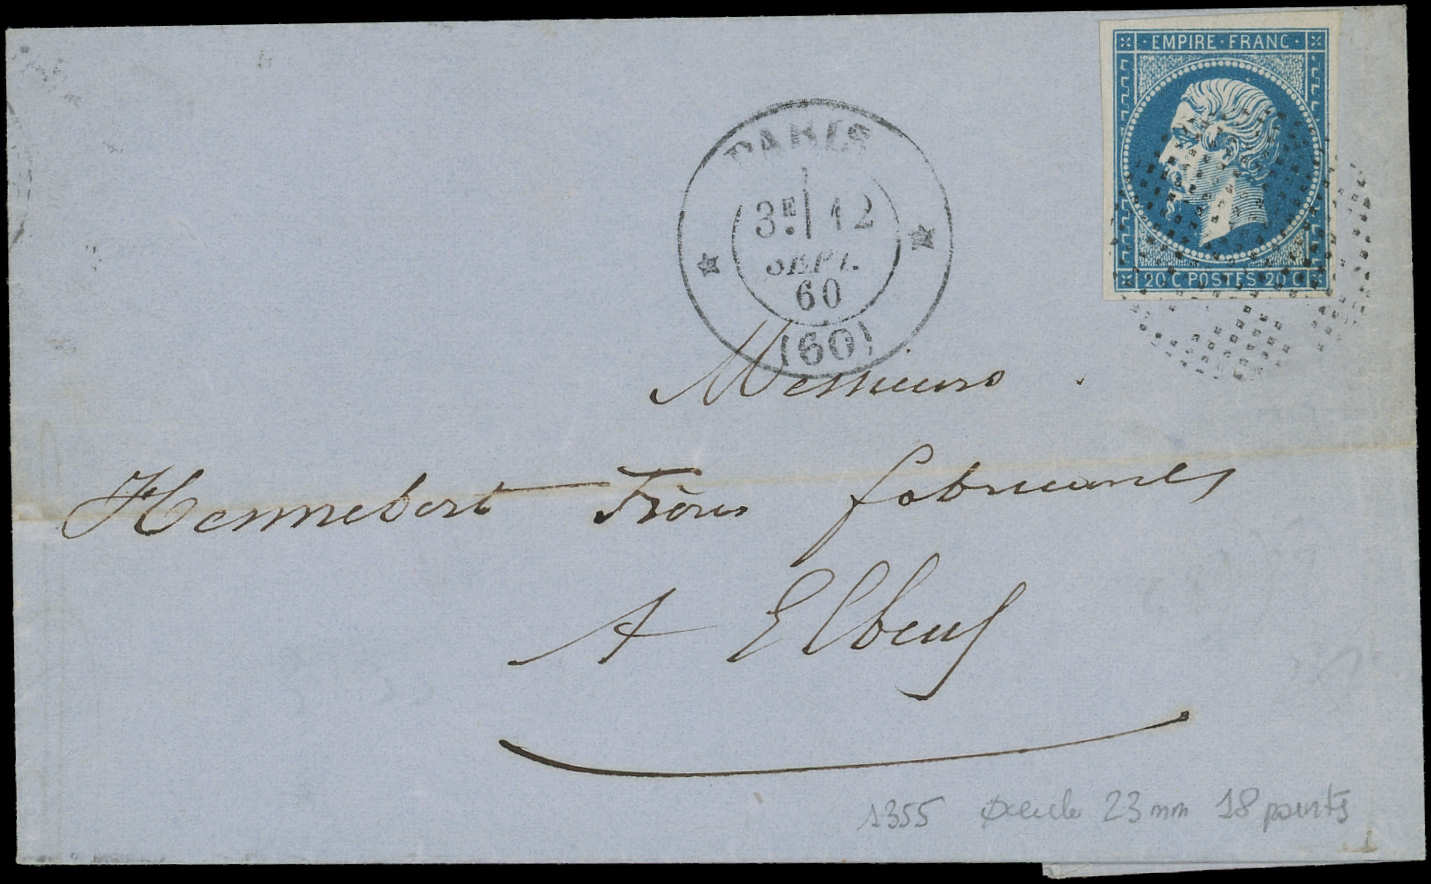 EMPIRE · FRANC ·
20 C POSTES 20 C
PARIS
3E 12
SEPT.
60
(60)
Messieurs
Hennebert Frères fabricants
A Elbeuf
1355 23 mm 18 points